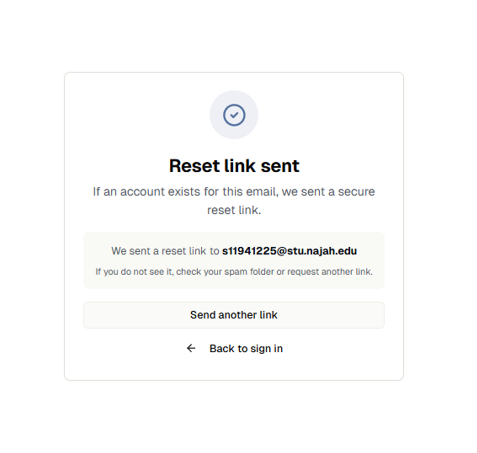 Reset link sent
If an account exists for this email, we sent a secure
reset link.
We sent a reset link to s11941225@stu.najah.edu
If you do not see it, check your spam folder or request another link.
Send another link
Back to sign in